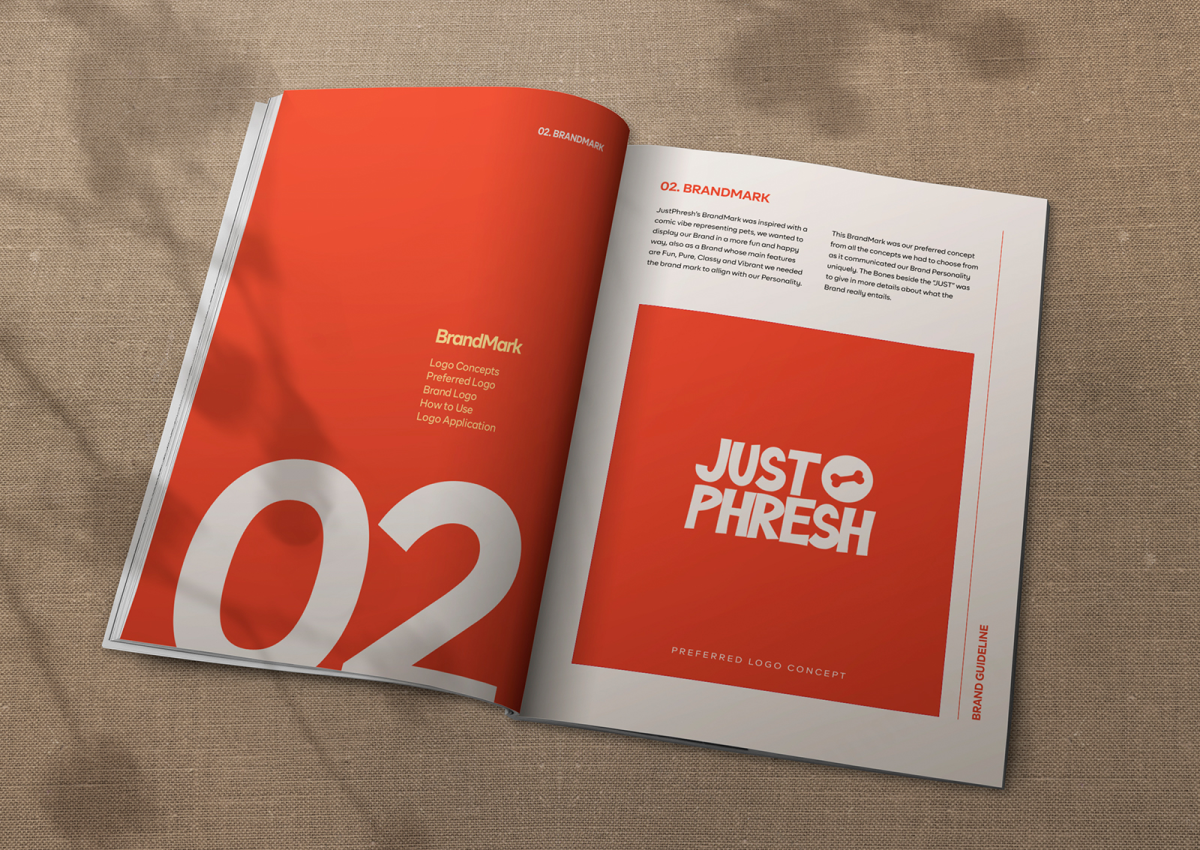 02. BRANDMARK
BrandMark
Logo Concepts
Preferred Logo
Brand Logo
How to Use
Logo Application
02
02. BRANDMARK
JustPhresh's BrandMark was inspired with a
comic vibe representing pets, we wanted to
display our Brand in a more fun and happy
way, also as a Brand whose main features
are Fun, Pure, Classy and Vibrant we needed
the brand mark to allign with our Personality.
This BrandMark was our preferred concept
from all the concepts we had to choose from
as it communicated our Brand Personality
uniquely. The Bones beside the "JUST" was
to give in more details about what the
Brand really entails.
JUST
PHRESH
PREFERRED LOGO CONCEPT
BRAND GUIDELINE